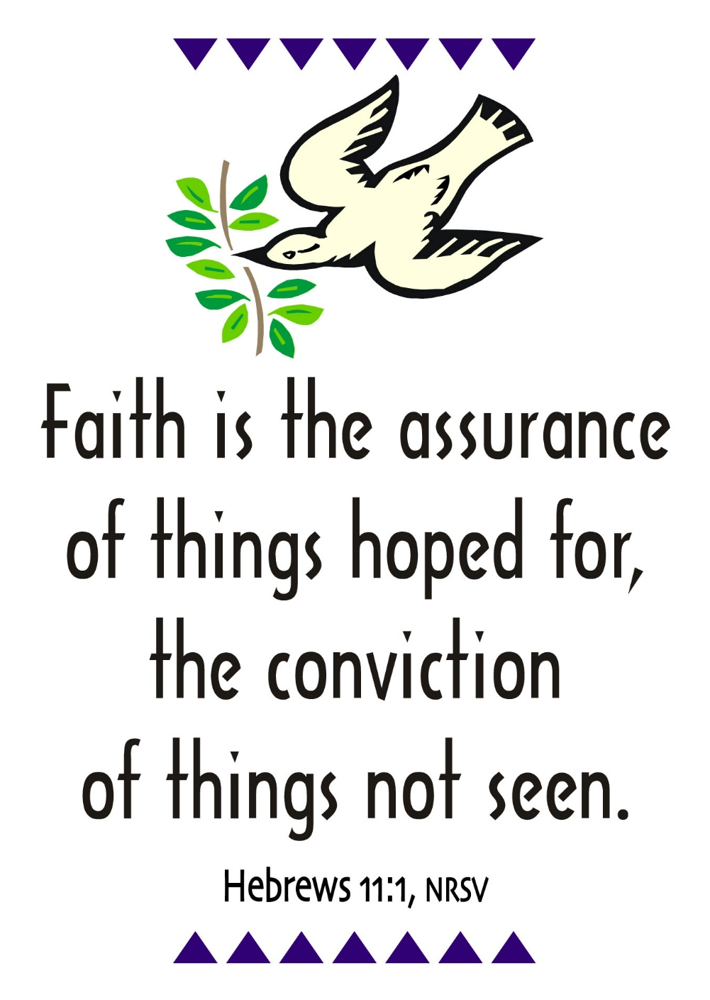 Faith is the assurance
of things hoped for,
the conviction
of things not seen.
Hebrews 11:1, NRSV